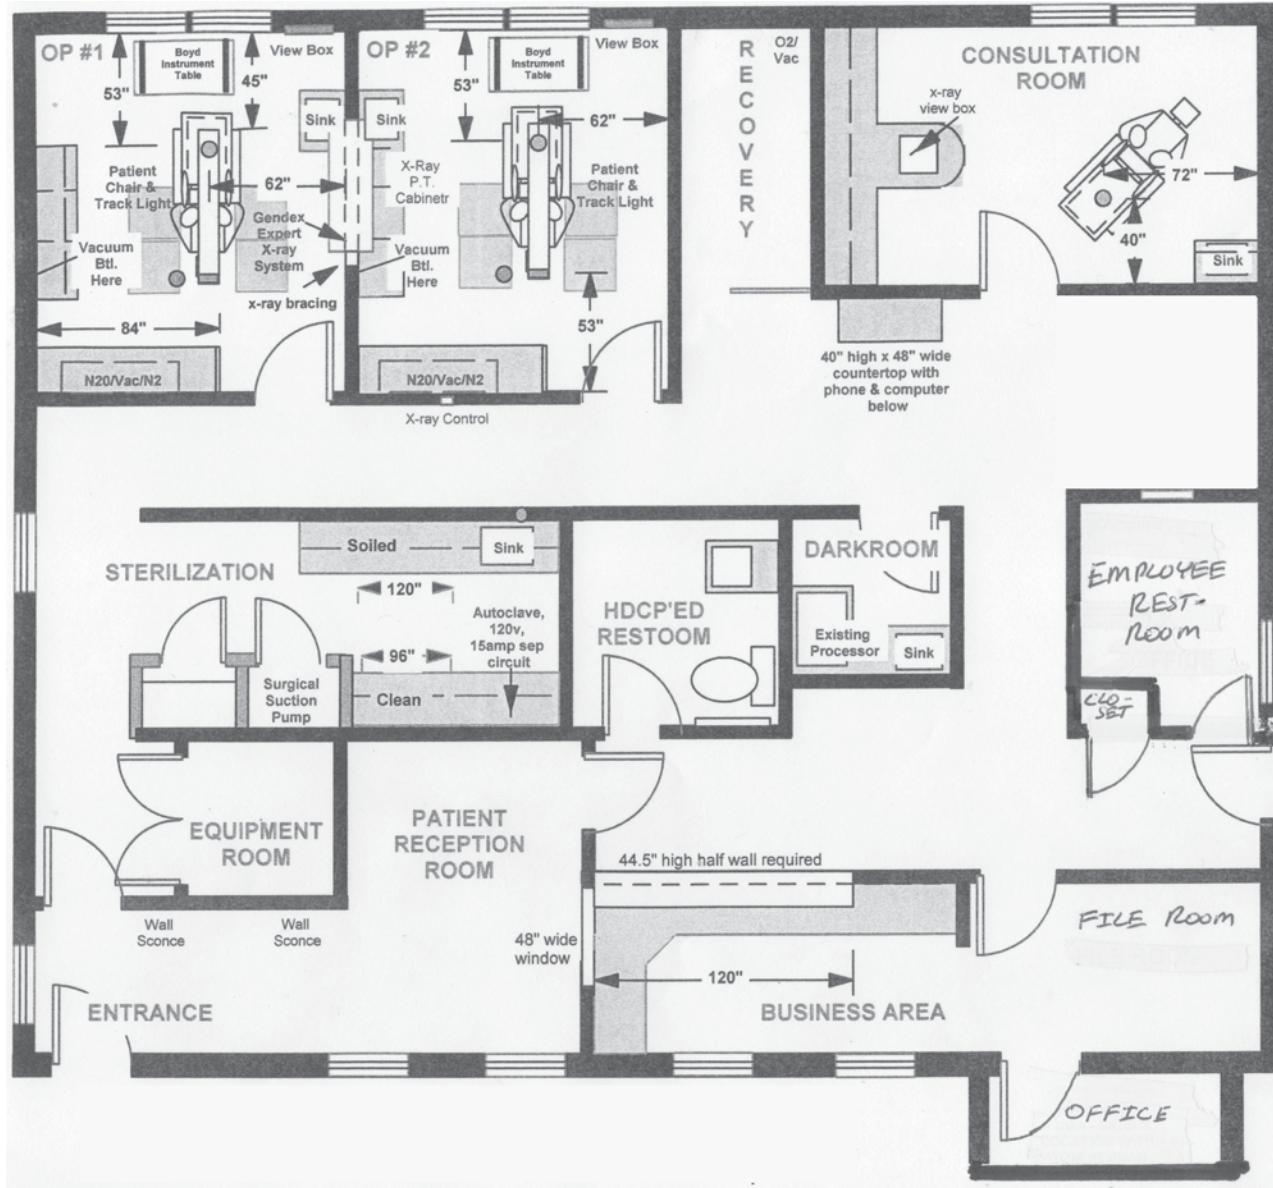 OP #1
Boyd
Instrument
Table
View Box
53"
45"
Sink
Patient
Chair &
Track Light
62"
Gendex
Expert
X-ray
System
Vacuum
Btl.
Here
x-ray bracing
84"
N20/Vac/N2
OP #2
Boyd
Instrument
Table
View Box
53"
62"
Sink
X-Ray
P.T.
Cabinetr
Patient
Chair &
Track Light
Vacuum
Btl.
Here
53"
N20/Vac/N2
X-ray Control
RECOVERY
O2/
Vac
CONSULTATION
ROOM
x-ray
view box
72"
40"
Sink
40" high x 48" wide
countertop with
phone & computer
below
STERILIZATION
Soiled
Sink
120"
Autoclave,
120v,
15amp sep
circuit
96"
Clean
Surgical
Suction
Pump
HDCP'ED
RESTOOM
DARKROOM
Existing
Processor
Sink
EMPLOYEE
REST-
ROOM
CLO-
SET
EQUIPMENT
ROOM
PATIENT
RECEPTION
ROOM
44.5" high half wall required
Wall
Sconce
Wall
Sconce
48" wide
window
120"
FILE ROOM
ENTRANCE
BUSINESS AREA
OFFICE